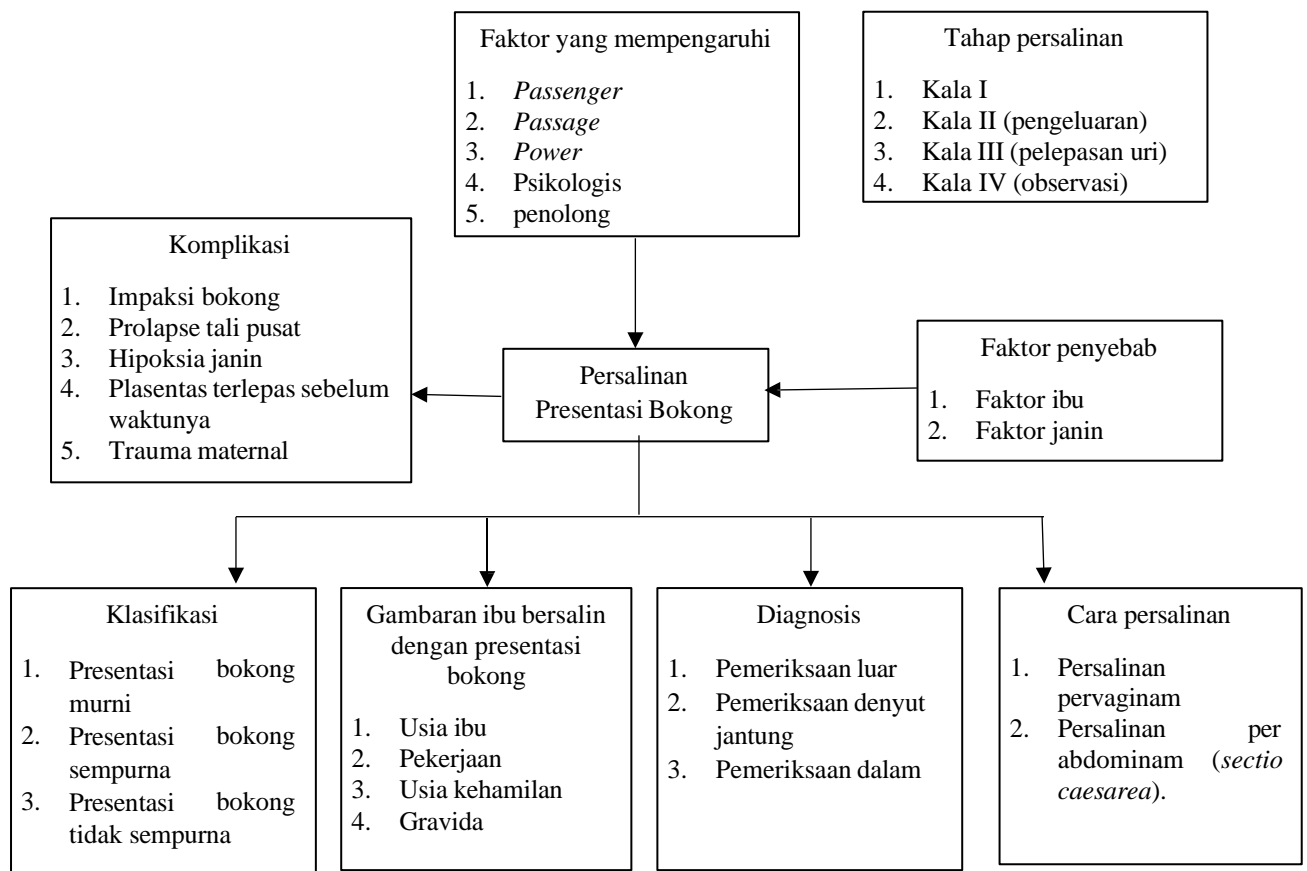 Faktor yang mempengaruhi
1. Passenger
2. Passage
3. Power
4. Psikologis
5. penolong
Tahap persalinan
1. Kala I
2. Kala II (pengeluaran)
3. Kala III (pelepasan uri)
4. Kala IV (observasi)
Komplikasi
1. Impaksi bokong
2. Prolapse tali pusat
3. Hipoksia janin
4. Plasentas terlepas sebelum
waktunya
5. Trauma maternal
Persalinan
Presentasi Bokong
Faktor penyebab
1. Faktor ibu
2. Faktor janin
Klasifikasi
1. Presentasi bokong
murni
2. Presentasi bokong
sempurna
3. Presentasi bokong
tidak sempurna
Gambaran ibu bersalin
dengan presentasi
bokong
1. Usia ibu
2. Pekerjaan
3. Usia kehamilan
4. Gravida
Diagnosis
1. Pemeriksaan luar
2. Pemeriksaan denyut
jantung
3. Pemeriksaan dalam
Cara persalinan
1. Persalinan
pervaginam
2. Persalinan per
abdominam (sectio
caesarea).